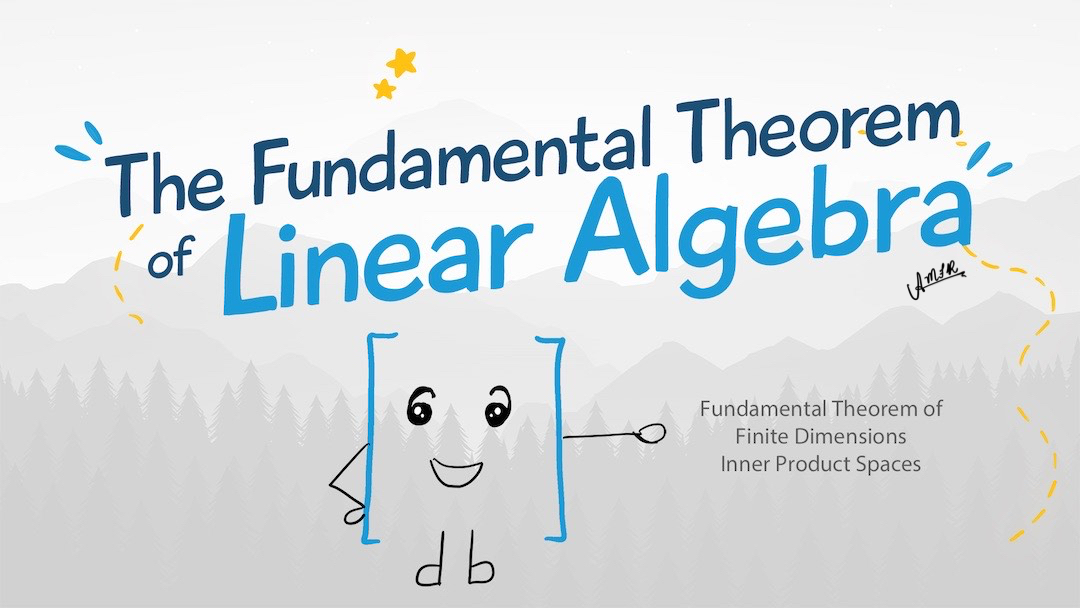 The Fundamental Theorem
of Linear Algebra
AMIR
Fundamental Theorem of
Finite Dimensions
Inner Product Spaces